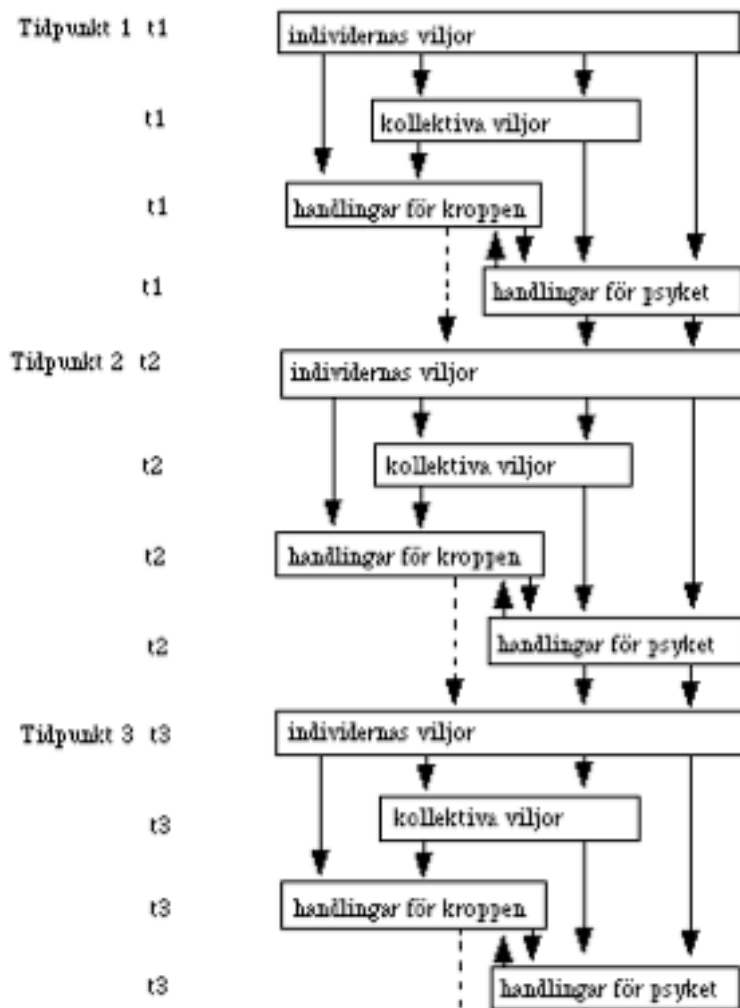 Tidpunkt 1 t1 individernas viljor
t1 kollektiva viljor
t1 handlingar för kroppen
t1 handlingar för psyket
Tidpunkt 2 t2 individernas viljor
t2 kollektiva viljor
t2 handlingar för kroppen
t2 handlingar för psyket
Tidpunkt 3 t3 individernas viljor
t3 kollektiva viljor
t3 handlingar för kroppen
t3 handlingar för psyket